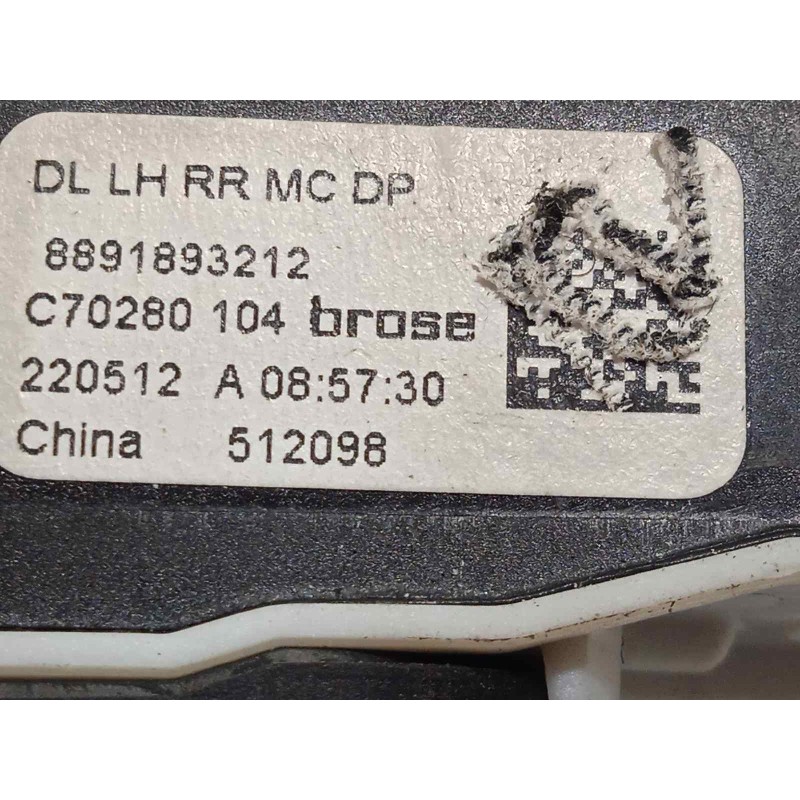 DL LH RR MC DP
8891893212
C70280 104 brose
220512 A 08:57:30
China 512098